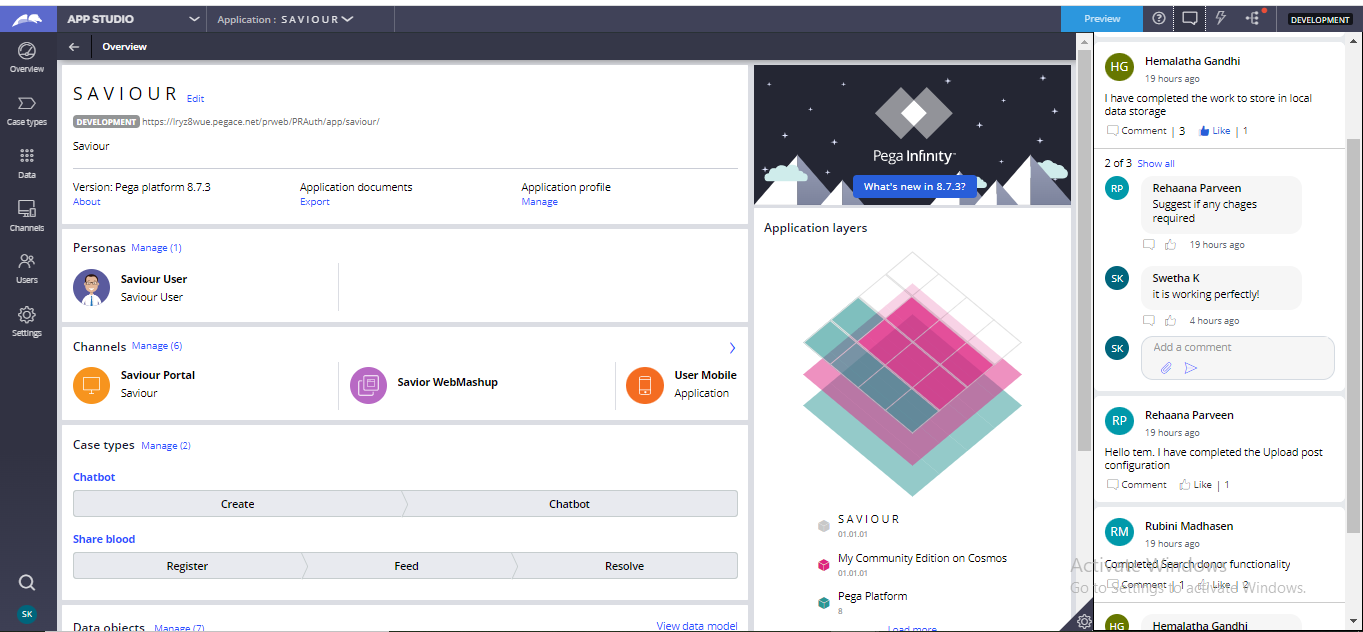 APP STUDIO
Application : SAVIOUR
Preview
DEVELOPMENT
Overview
Case types
Data
Channels
Users
Settings
SK
Overview
SAVIOUR Edit
DEVELOPMENT https://lryz8wue.pegace.net/prweb/PRAuth/app/saviour/
Saviour
Version: Pega platform 8.7.3
About
Application documents
Export
Application profile
Manage
Personas Manage (1)
Saviour User
Saviour User
Channels Manage (6)
Saviour Portal
Saviour
Savior WebMashup
User Mobile
Application
Case types Manage (2)
Chatbot
Create
Chatbot
Share blood
Register
Feed
Resolve
Data objects Manage (7)
View data model
Pega Infinity™
What's new in 8.7.3?
Application layers
SAVIOUR
01.01.01
My Community Edition on Cosmos
01.01.01
Pega Platform
8
Load more
HG
Hemalatha Gandhi
19 hours ago
I have completed the work to store in local
data storage
Comment | 3 Like | 1
2 of 3 Show all
RP
Rehaana Parveen
Suggest if any chages
required
19 hours ago
SK
Swetha K
it is working perfectly!
4 hours ago
SK
Add a comment
RP
Rehaana Parveen
19 hours ago
Hello tem. I have completed the Upload post
configuration
Comment Like | 1
RM
Rubini Madhasen
19 hours ago
Completed Search donor functionality
Comment | 1 Like | 2
Activate Windows
Go to Settings to activate Windows.
HG
Hemalatha Gandhi